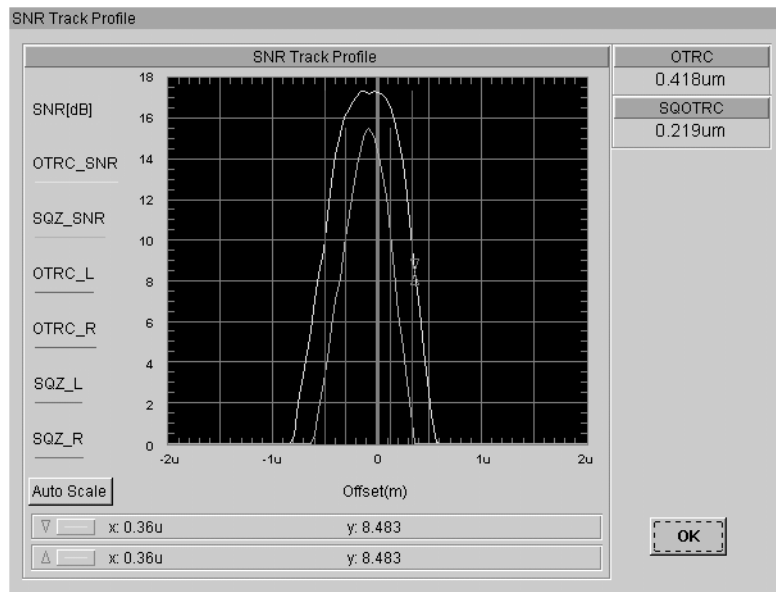 SNR Track Profile
SNR Track Profile
OTRC
0.418um
SQOTRC
0.219um
SNR[dB]
OTRC_SNR
SQZ_SNR
OTRC_L
OTRC_R
SQZ_L
SQZ_R
18
16
14
12
10
8
6
4
2
0
-2u
-1u
0
1u
2u
Auto Scale
Offset(m)
x: 0.36u
y: 8.483
x: 0.36u
y: 8.483
OK